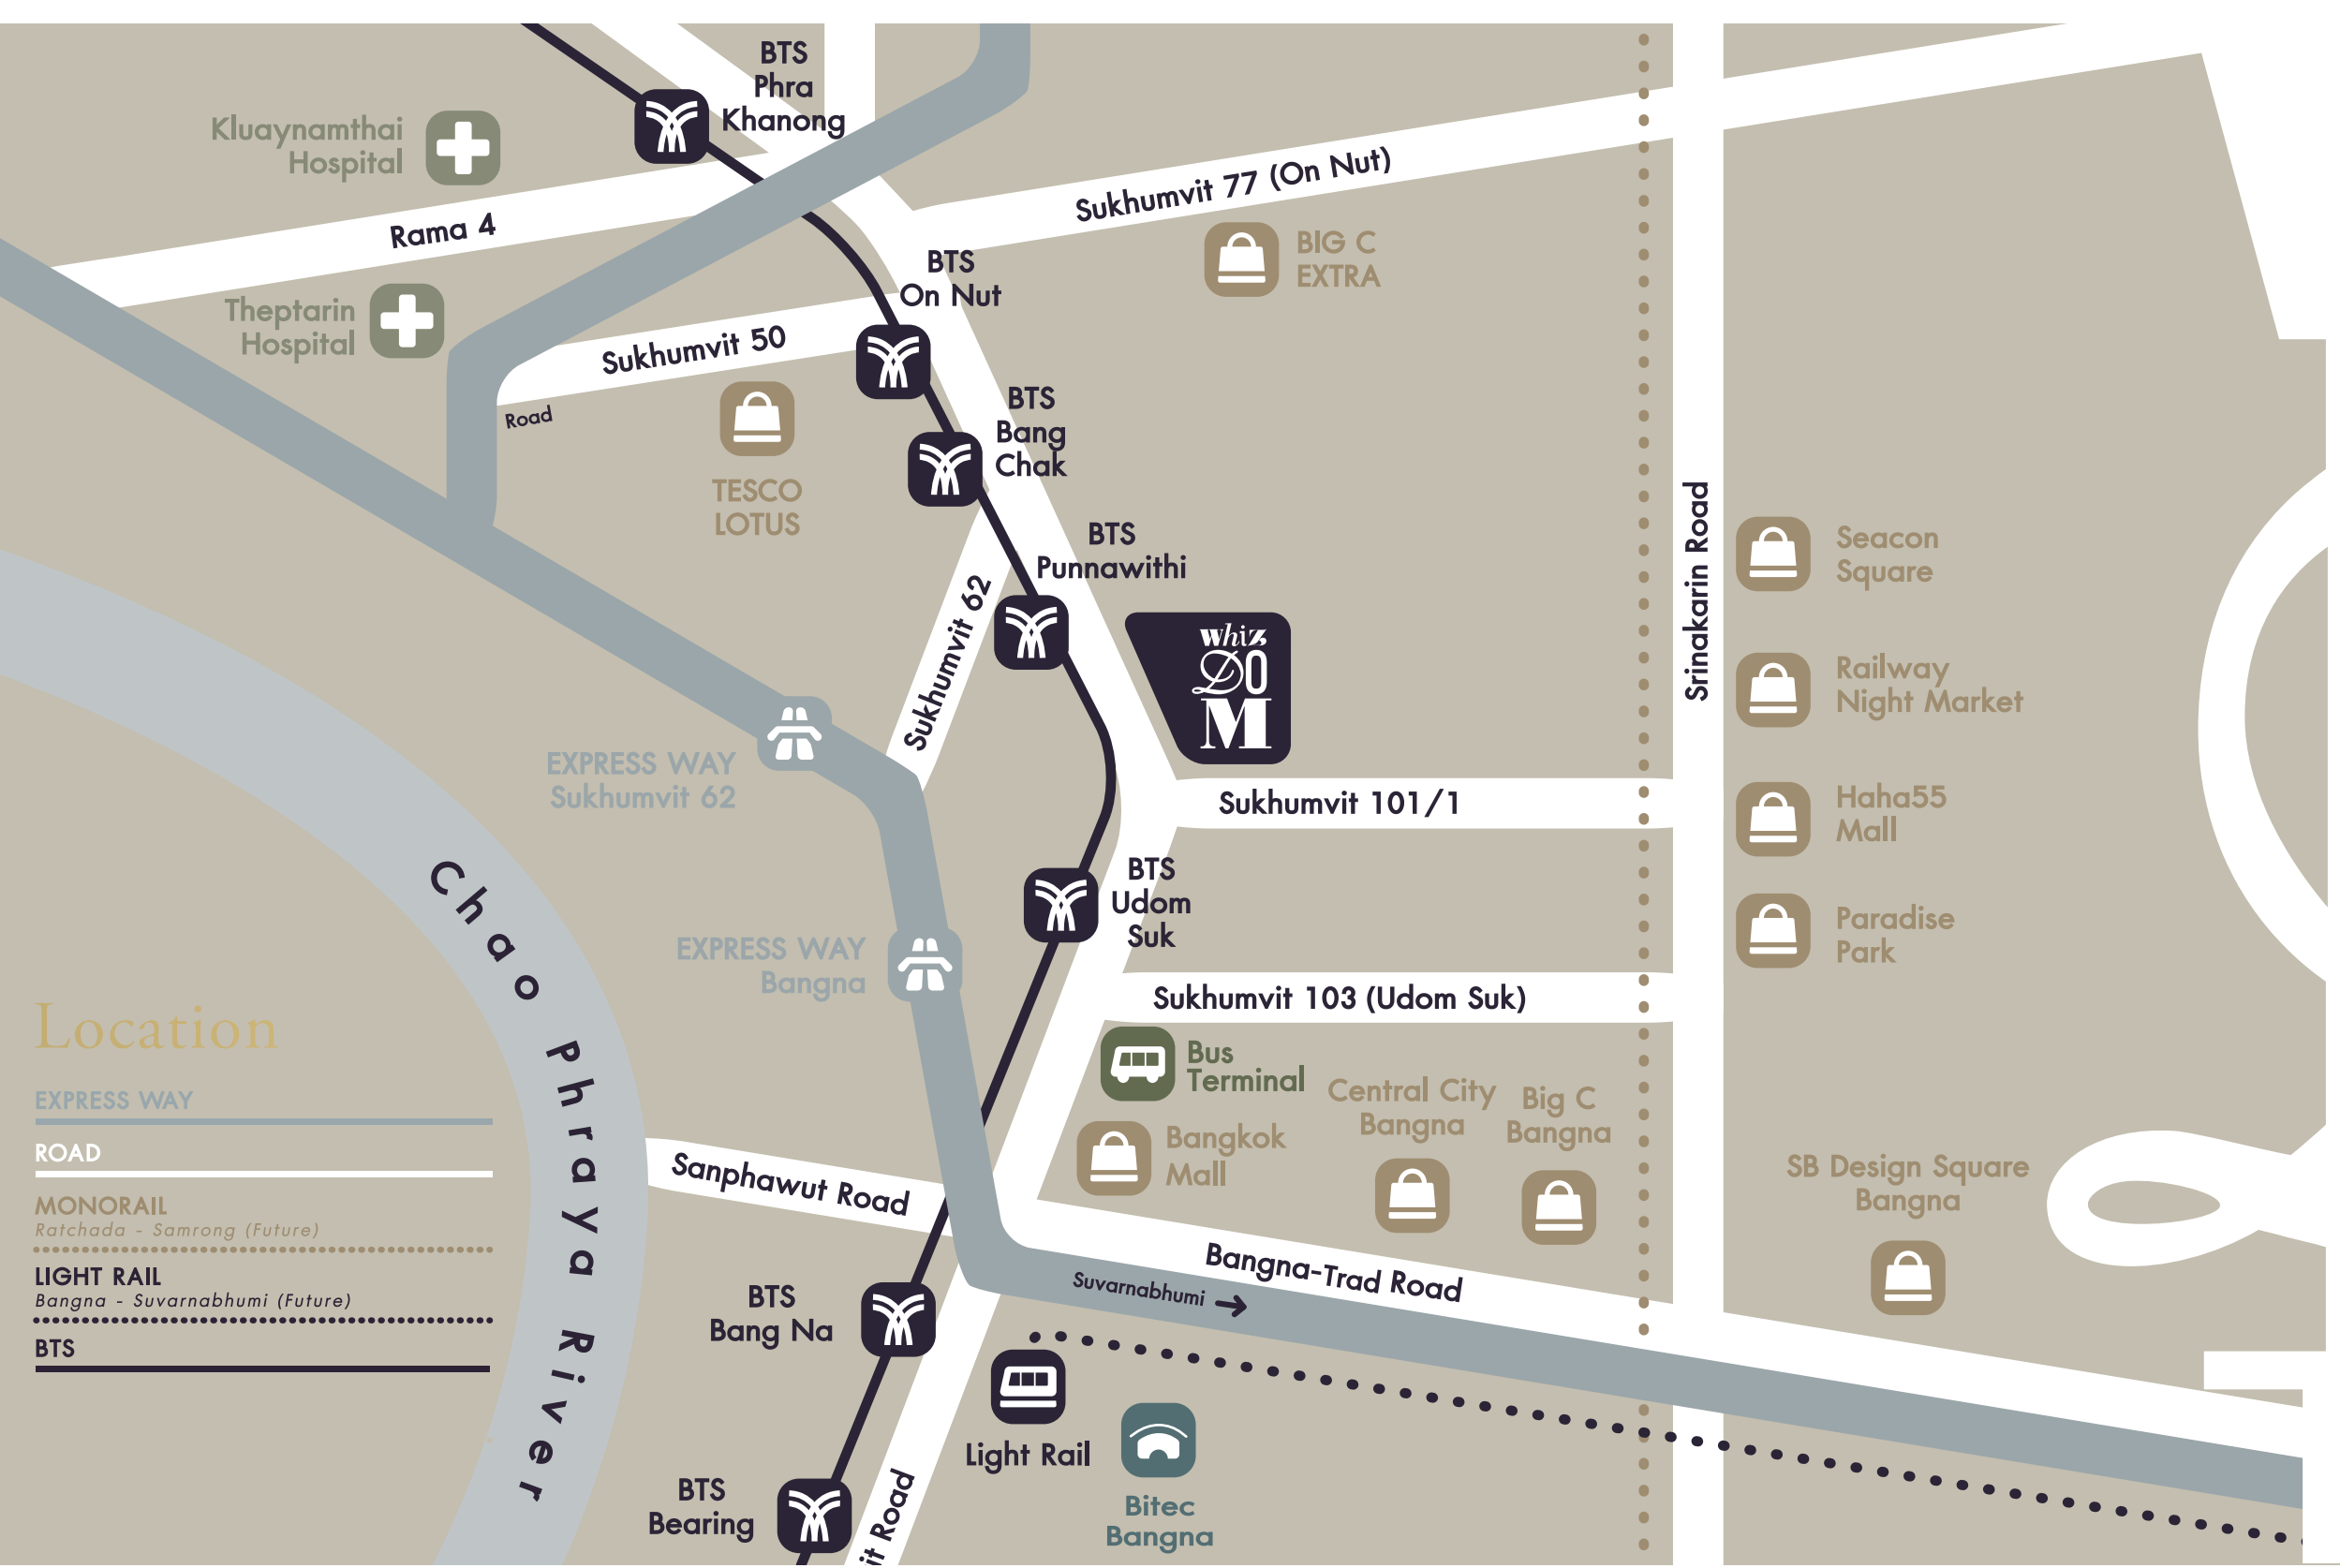 BTS
Phra
Khanong
Kluaynamthai
Hospital
Rama 4
Sukhumvit 77 (On Nut)
BIG C
EXTRA
BTS
On Nut
Theptarin
Hospital
Sukhumvit 50
Road
TESCO
LOTUS
BTS
Bang
Chak
BTS
Punnawithi
Sukhumvit 62
Whiz
DO
M
Srinakarin Road
Seacon
Square
Railway
Night Market
Haha55
Mall
Paradise
Park
EXPRESS WAY
Sukhumvit 62
Sukhumvit 101/1
BTS
Udom
Suk
EXPRESS WAY
Bangna
Sukhumvit 103 (Udom Suk)
Chao Phraya River
Bus
Terminal
Central City
Bangna
Big C
Bangna
Bangkok
Mall
SB Design Square
Bangna
Sanphawut Road
Bangna-Trad Road
Suvarnabhumi
BTS
Bang Na
Light Rail
Bitec
Bangna
BTS
Bearing
it Road
Location
EXPRESS WAY
ROAD
MONORAIL
Ratchada - Samrong (Future)
LIGHT RAIL
Bangna - Suvarnabhumi (Future)
BTS